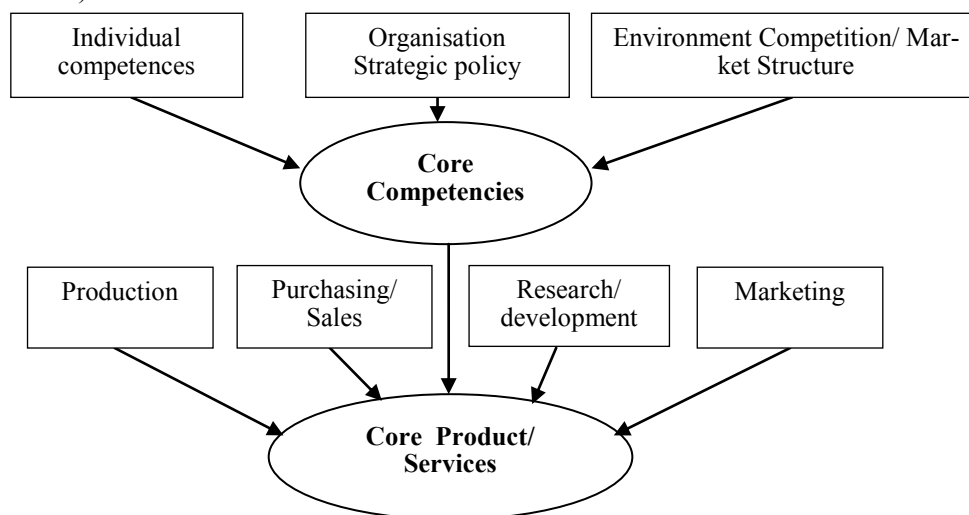 Individual
competences
Organisation
Strategic policy
Environment Competition/ Mar-
ket Structure
Core
Competencies
Production
Purchasing/
Sales
Research/
development
Marketing
Core Product/
Services